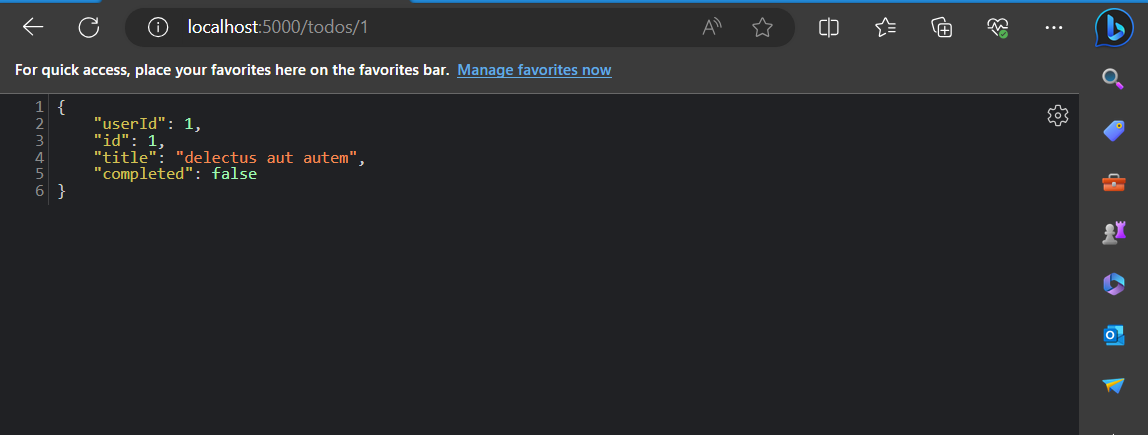 localhost:5000/todos/1
For quick access, place your favorites here on the favorites bar. Manage favorites now
1 {
2     "userId": 1,
3     "id": 1,
4     "title": "delectus aut autem",
5     "completed": false
6 }